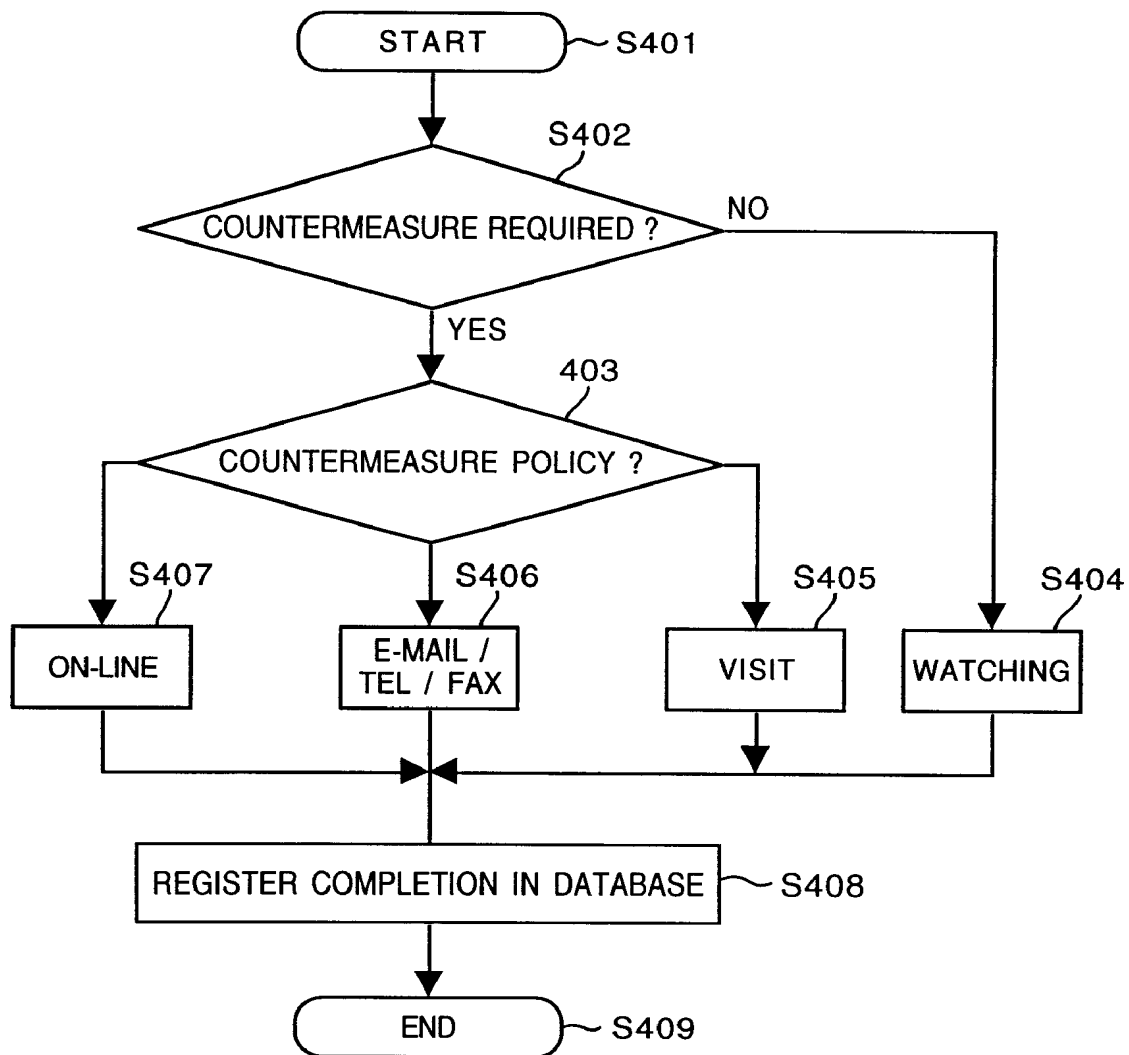 START
S401
S402
COUNTERMEASURE REQUIRED ?
NO
YES
403
COUNTERMEASURE POLICY ?
S407
S406
S405
S404
ON-LINE
E-MAIL /
TEL / FAX
VISIT
WATCHING
REGISTER COMPLETION IN DATABASE
S408
END
S409